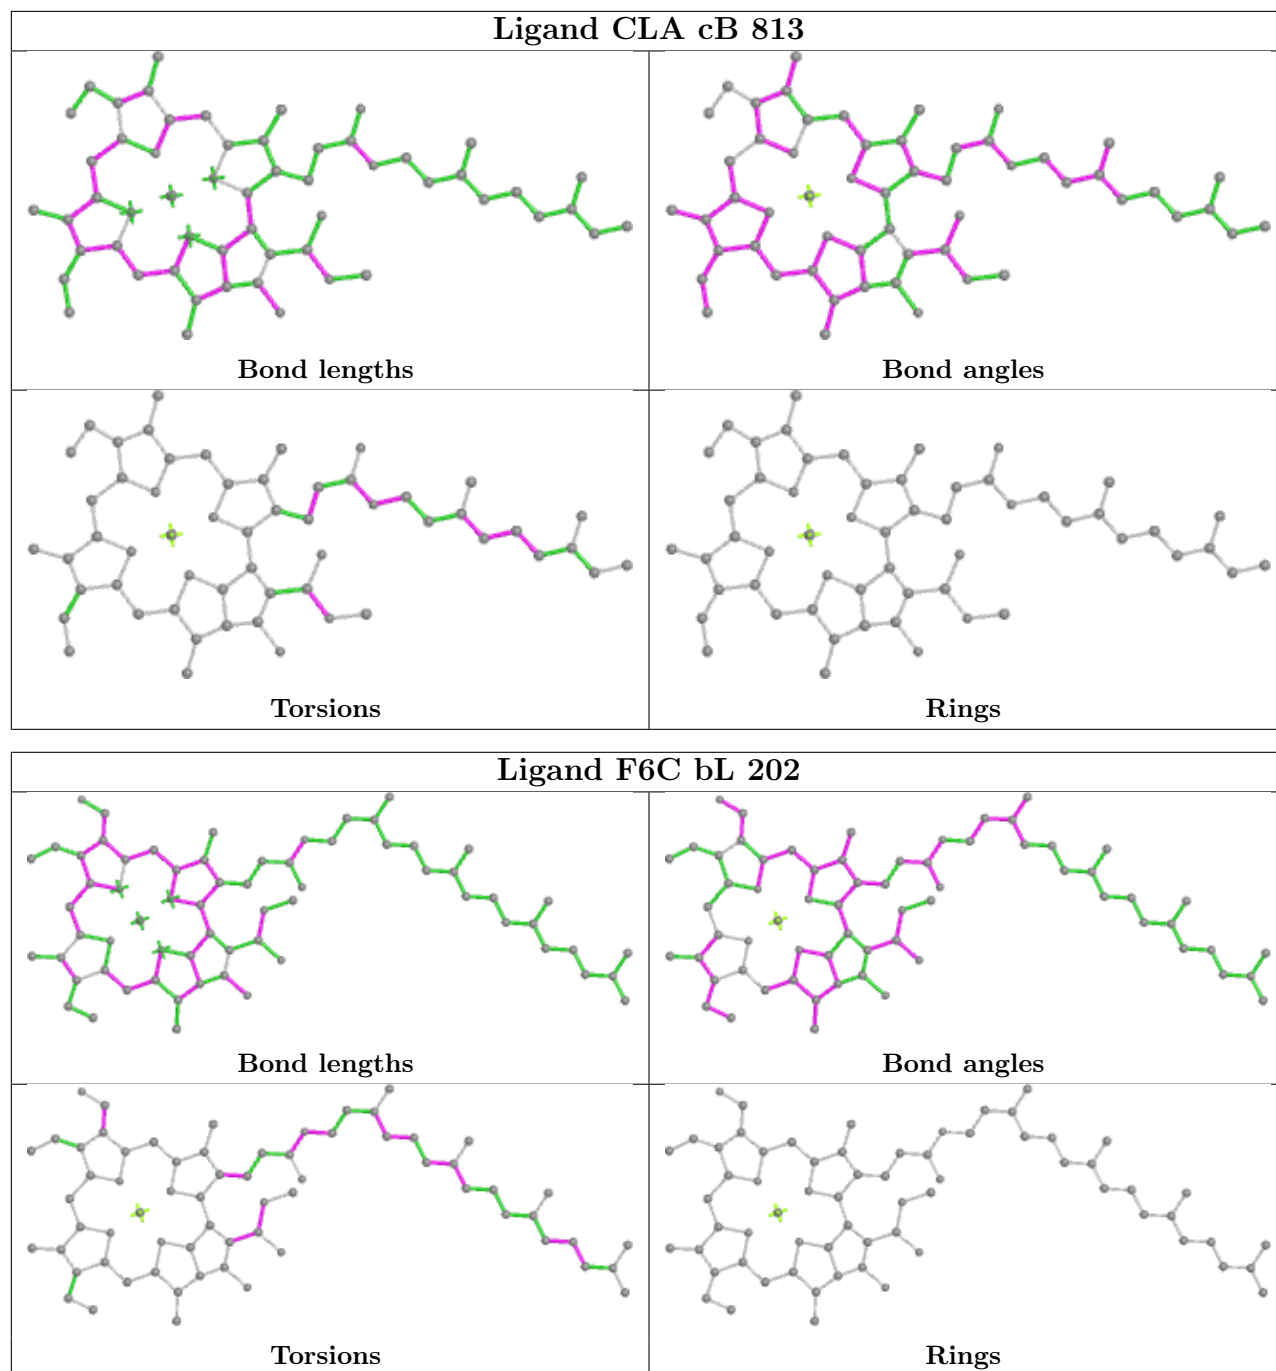 Ligand CLA cB 813
Bond lengths
Bond angles
Torsions
Rings
Ligand F6C bL 202
Bond lengths
Bond angles
Torsions
Rings